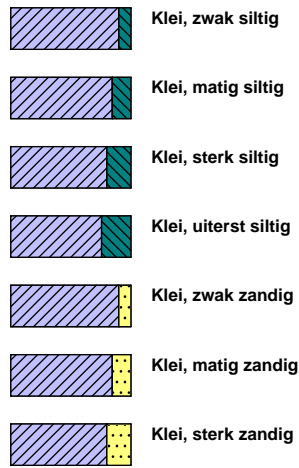 Klei, zwak siltig
Klei, matig siltig
Klei, sterk siltig
Klei, uiterst siltig
Klei, zwak zandig
Klei, matig zandig
Klei, sterk zandig